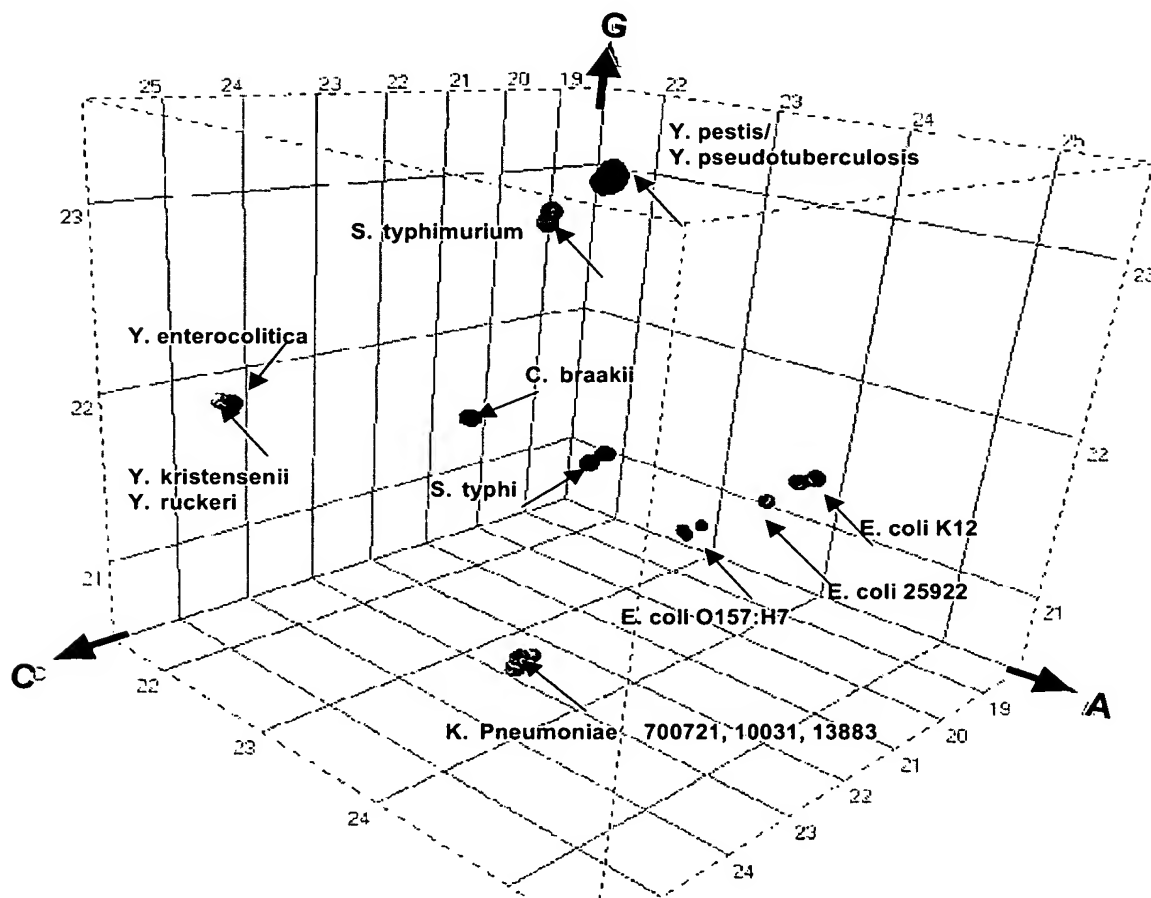 G
25 24 23 22 21 20 19 22 23 24 25
Y. pestis/
Y. pseudotuberculosis
23
S. typhimurium
23
Y. enterocolitica
C. braakii
22
22
Y. kristensenii
Y. ruckeri
S. typhi
E. coli K12
E. coli 25922
21
21
E. coli O157:H7
C
A
22
19
23
20
K. Pneumoniae 700721, 10031, 13883
21
24
22
23
24